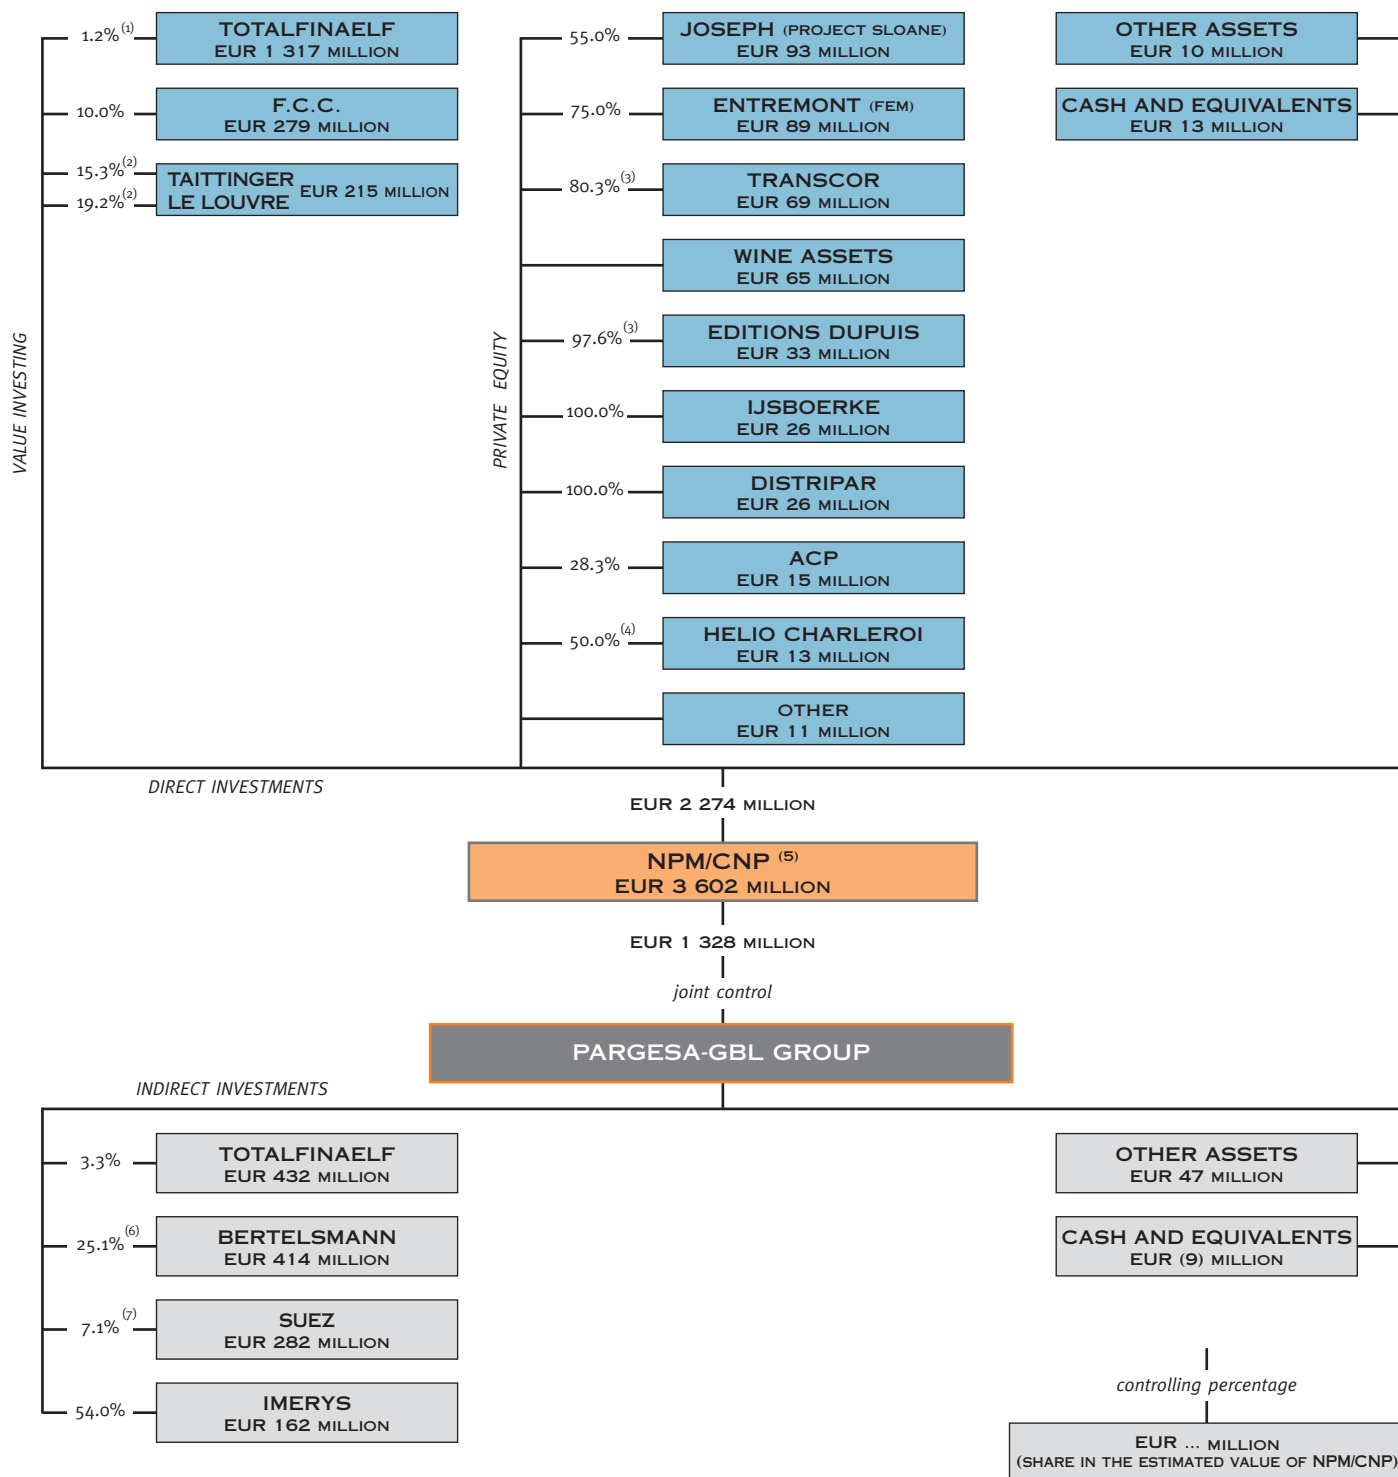 VALUE INVESTING
1.2% (1)
TOTALFINAELF
EUR 1 317 MILLION
10.0%
F.C.C.
EUR 279 MILLION
15.3% (2)
19.2% (2)
TAITTINGER
LE LOUVRE
EUR 215 MILLION
PRIVATE EQUITY
55.0%
JOSEPH (PROJECT SLOANE)
EUR 93 MILLION
75.0%
ENTREMONT (FEM)
EUR 89 MILLION
80.3% (3)
TRANSCOR
EUR 69 MILLION
WINE ASSETS
EUR 65 MILLION
97.6% (3)
EDITIONS DUPUIS
EUR 33 MILLION
100.0%
IJSBOERKE
EUR 26 MILLION
100.0%
DISTRIPAR
EUR 26 MILLION
28.3%
ACP
EUR 15 MILLION
50.0% (4)
HELIO CHARLEROI
EUR 13 MILLION
OTHER
EUR 11 MILLION
OTHER ASSETS
EUR 10 MILLION
CASH AND EQUIVALENTS
EUR 13 MILLION
DIRECT INVESTMENTS
EUR 2 274 MILLION
NPM/CNP (5)
EUR 3 602 MILLION
EUR 1 328 MILLION
joint control
PARGESA-GBL GROUP
INDIRECT INVESTMENTS
3.3%
TOTALFINAELF
EUR 432 MILLION
25.1% (6)
BERTELSMANN
EUR 414 MILLION
7.1% (7)
SUEZ
EUR 282 MILLION
54.0%
IMERYS
EUR 162 MILLION
OTHER ASSETS
EUR 47 MILLION
CASH AND EQUIVALENTS
EUR (9) MILLION
controlling percentage
EUR ... MILLION
(SHARE IN THE ESTIMATED VALUE OF NPM/CNP)